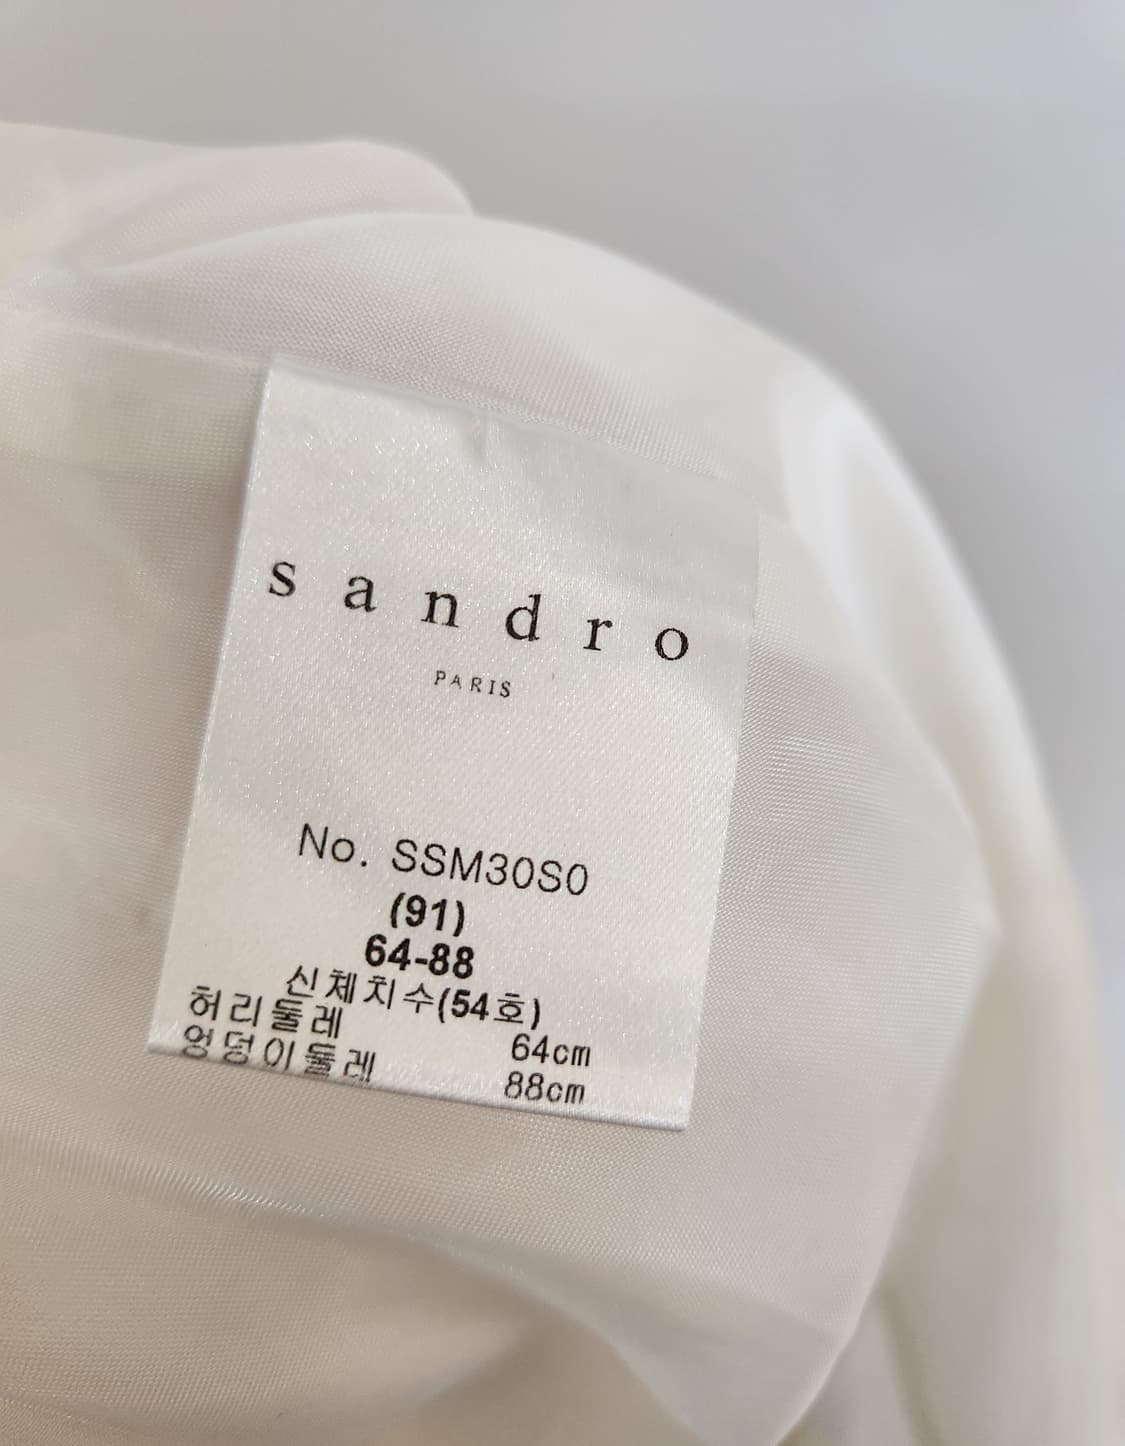 sandro
PARIS
No. SSM30S0
(91)
64-88
신체치수(54호)
허리둘레 64cm
엉덩이둘레 88cm